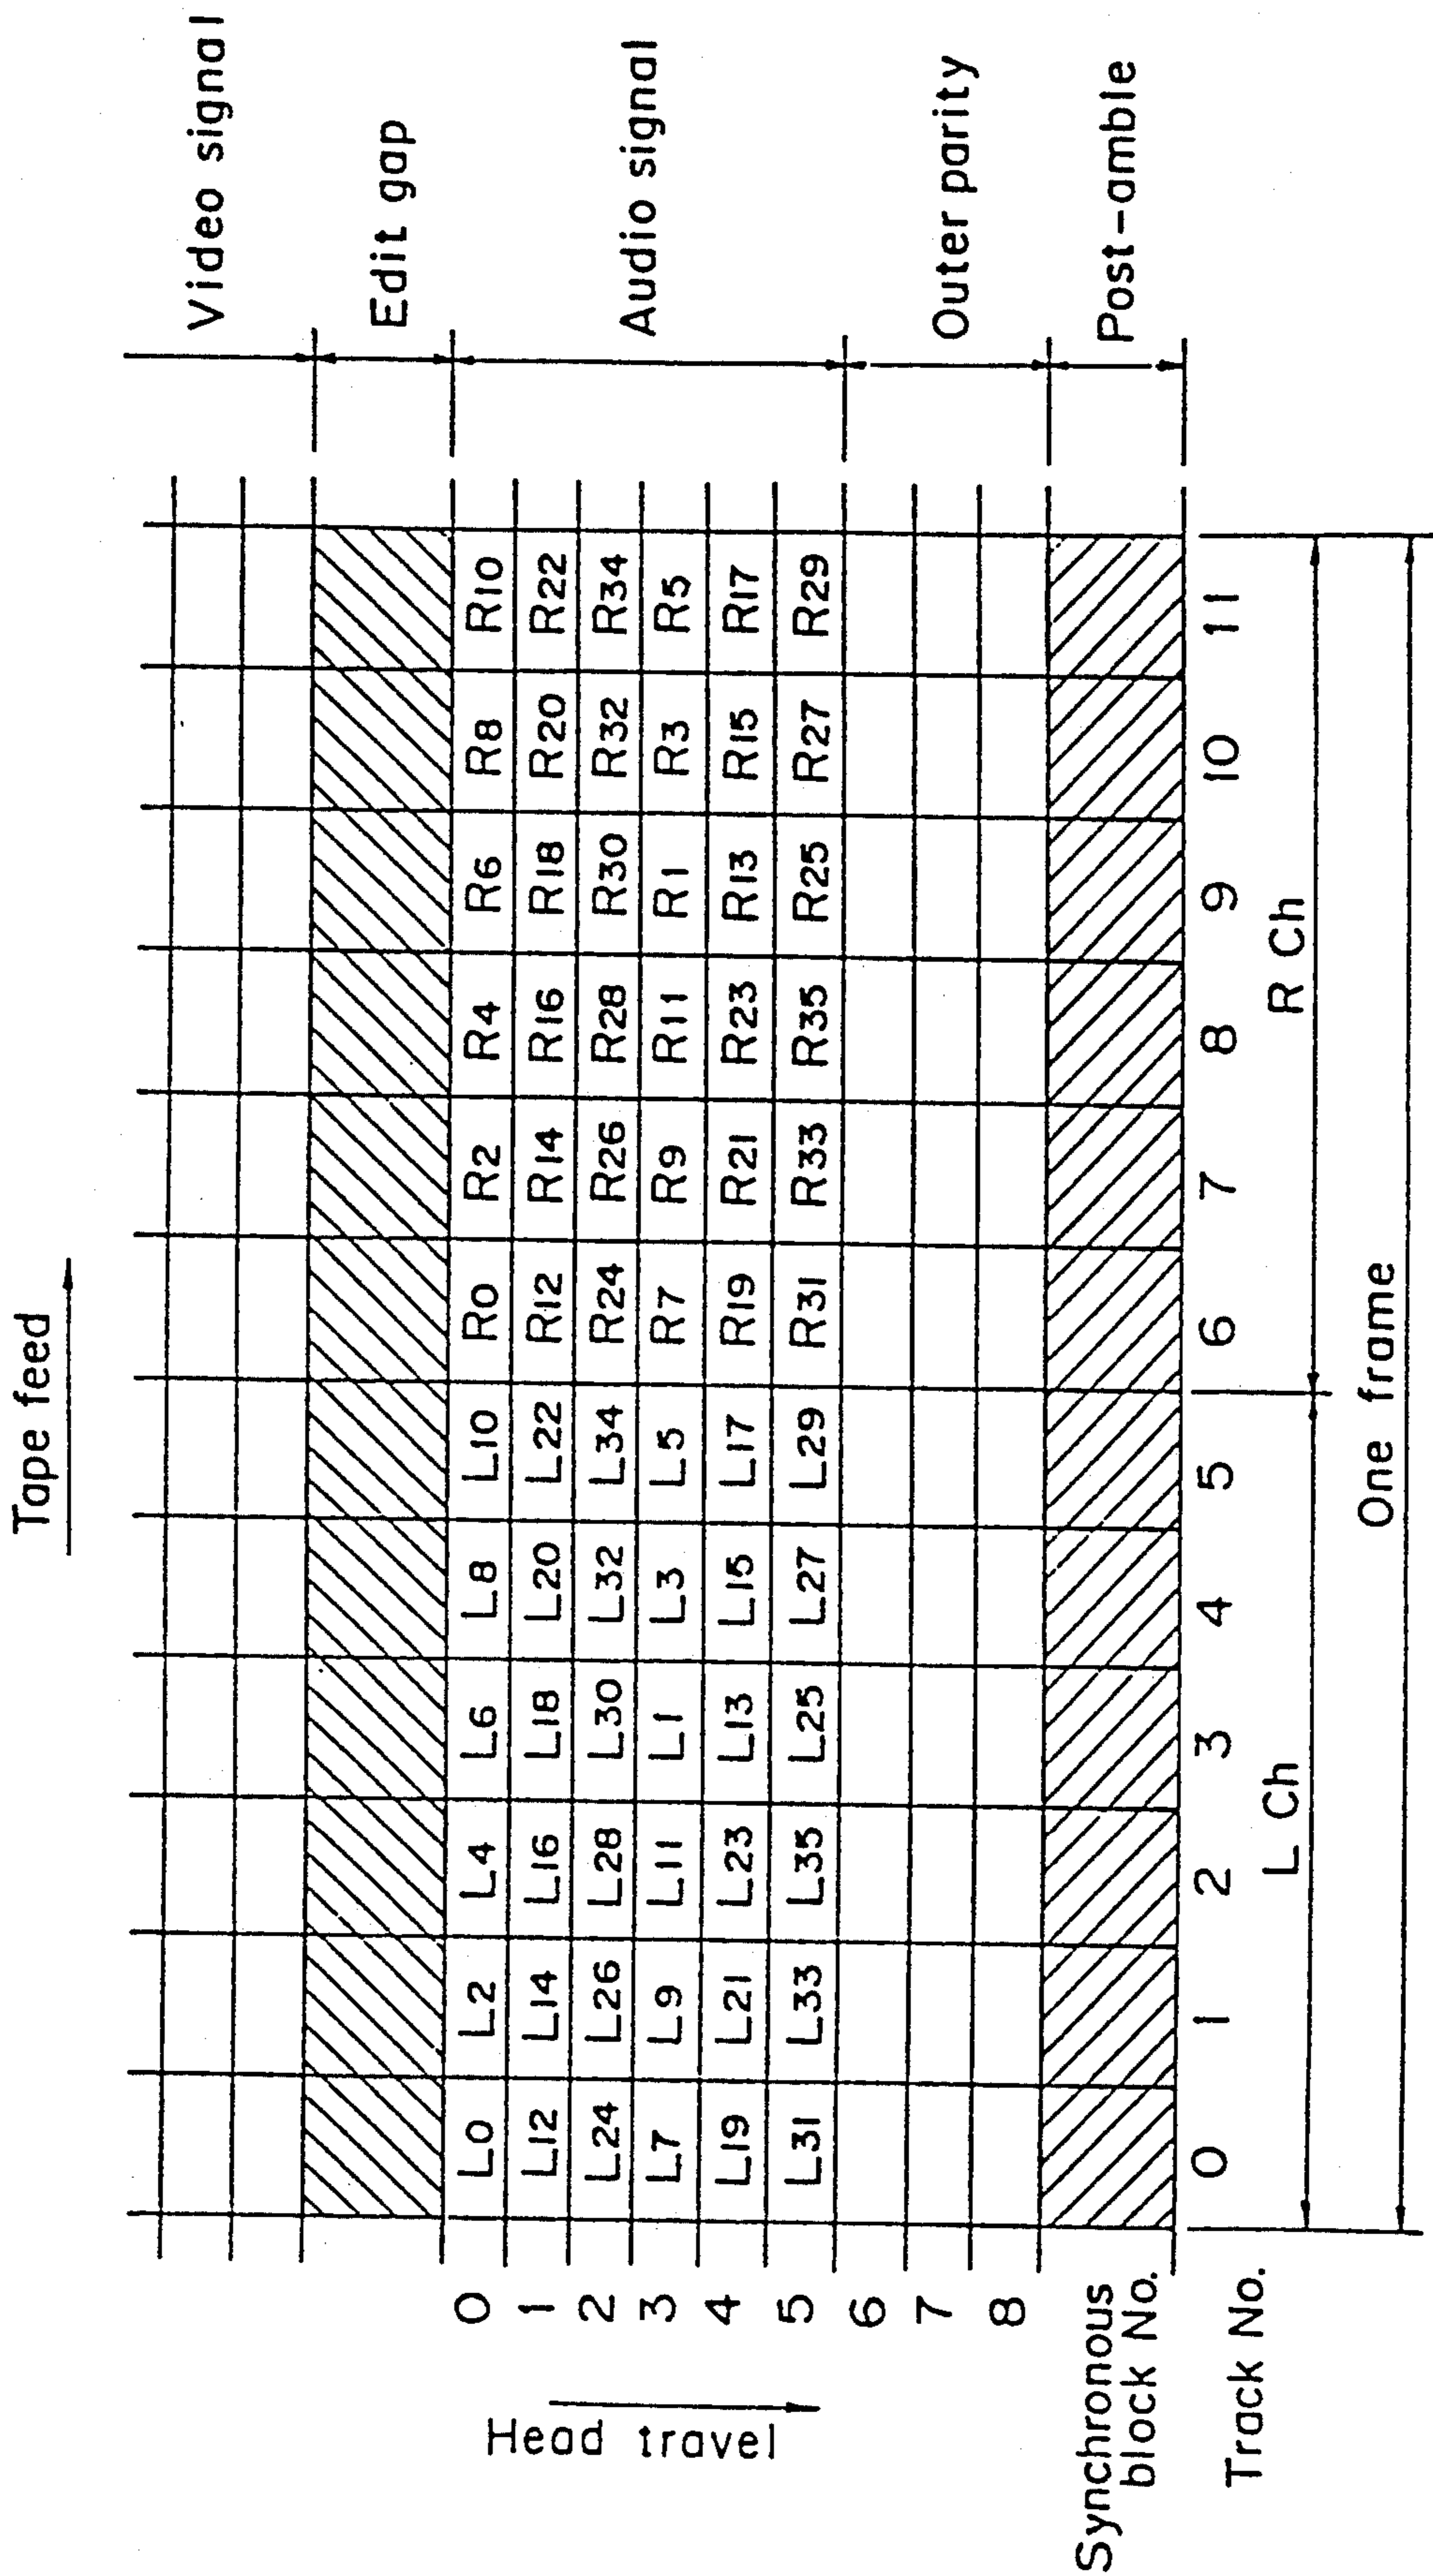 Tape feed
Video signal
Edit gap
Audio signal
Outer parity
Post-amble
Head travel
0 L0 L2 L4 L6 L8 L10 R0 R2 R4 R6 R8 R10
1 L12 L14 L16 L18 L20 L22 R12 R14 R16 R18 R20 R22
2 L24 L26 L28 L30 L32 L34 R24 R26 R28 R30 R32 R34
3 L7 L9 L11 L1 L3 L5 R7 R9 R11 R1 R3 R5
4 L19 L21 L23 L13 L15 L17 R19 R21 R23 R13 R15 R17
5 L31 L33 L35 L25 L27 L29 R31 R33 R35 R25 R27 R29
6
7
8
Synchronous
block No.
Track No. 0 1 2 3 4 5 6 7 8 9 10 11
L Ch R Ch
One frame